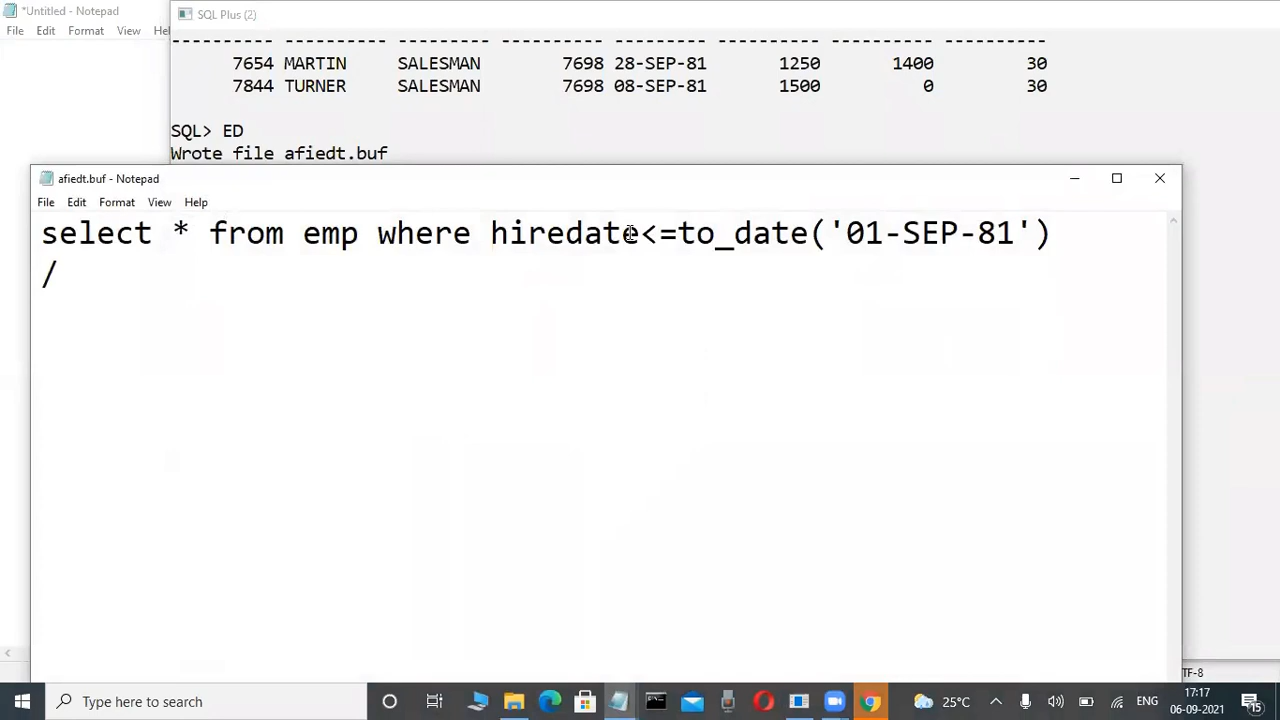 *Untitled - Notepad
SQL Plus (2)
File Edit Format View Hel
---------- ---------- --------- ---------- --------- ---------- ---------- ----------
7654 MARTIN SALESMAN 7698 28-SEP-81 1250 1400 30
7844 TURNER SALESMAN 7698 08-SEP-81 1500 0 30
SQL> ED
Wrote file afiedt.buf
afiedt.buf - Notepad
File Edit Format View Help
select * from emp where hiredate<=to_date('01-SEP-81')
/
TF-8
Type here to search
25°C
ENG
17:17
06-09-2021
15